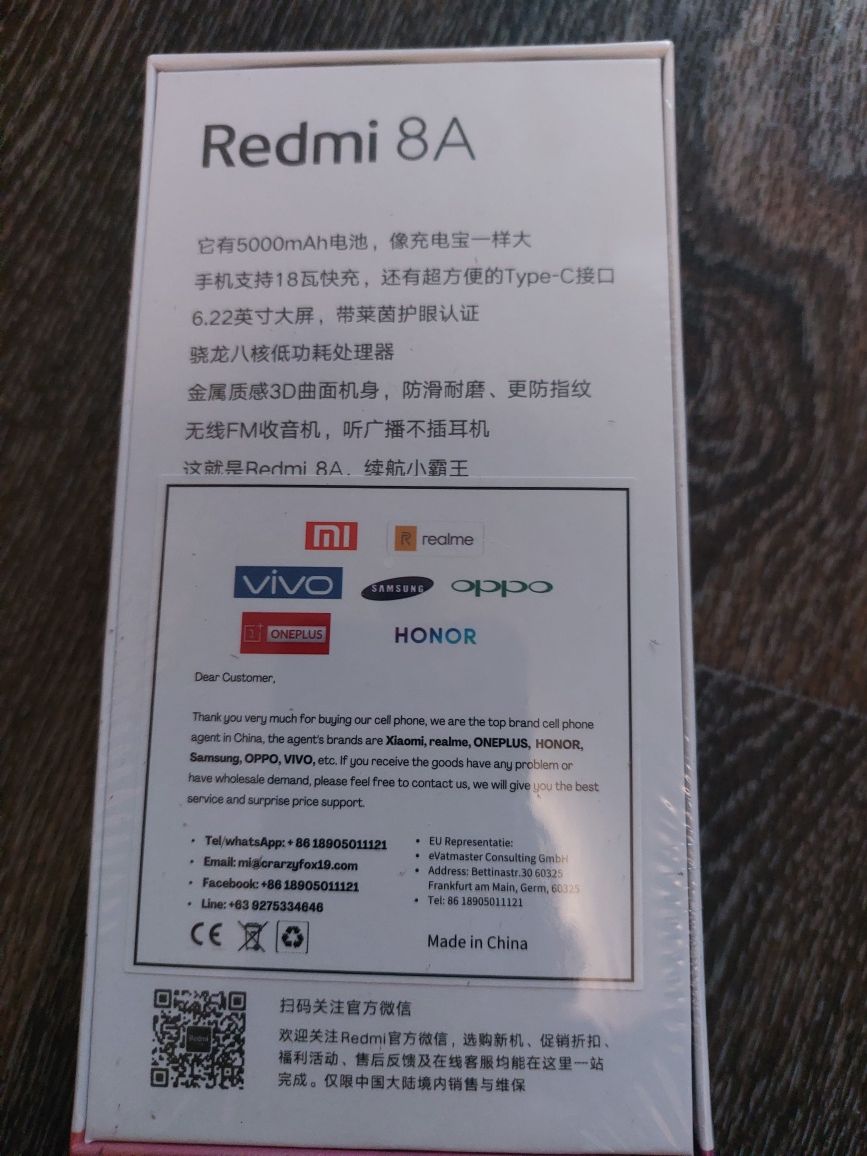 Redmi 8A
它有5000mAh电池，像充电宝一样大
手机支持18瓦快充，还有超方便的Type-C接口
6.22英寸大屏，带莱茵护眼认证
骁龙八核低功耗处理器
金属质感3D曲面机身，防滑耐磨、更防指纹
无线FM收音机，听广播不插耳机
这就是Redmi 8A，续航小霸王
mi realme
vivo SAMSUNG oppo
ONEPLUS HONOR
Dear Customer,
Thank you very much for buying our cell phone, we are the top brand cell phone
agent in China, the agent's brands are Xiaomi, realme, ONEPLUS, HONOR,
Samsung, OPPO, VIVO, etc. If you receive the goods have any problem or
have wholesale demand, please feel free to contact us, we will give you the best
service and surprise price support.
• Tel/whatsApp: + 86 18905011121
• Email: mi@crarzyfox19.com
• Facebook: +86 18905011121
• Line: +63 9275334646
• EU Representatie:
• eVatmaster Consulting GmbH
• Address: Bettinastr.30 60325
Frankfurt am Main, Germ, 60325
• Tel: 86 18905011121
CE
Made in China
Redmi
扫码关注官方微信
欢迎关注Redmi官方微信，选购新机、促销折扣、
福利活动、售后反馈及在线客服均能在这里一站
完成。仅限中国大陆境内销售与维保